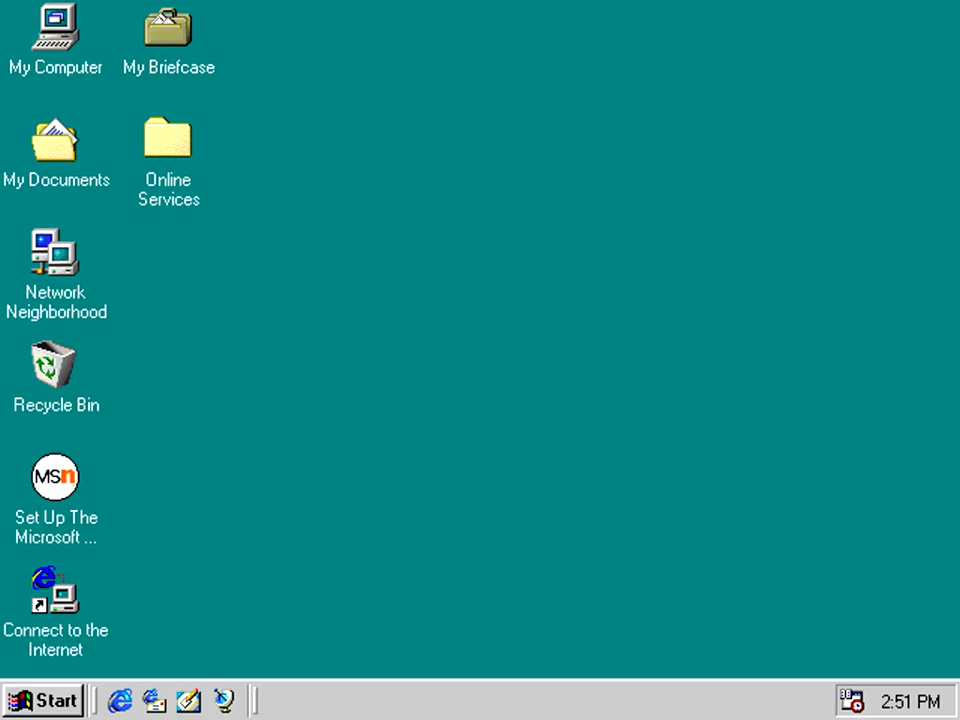 My Computer
My Briefcase
My Documents
Online
Services
Network
Neighborhood
Recycle Bin
MSn
Set Up The
Microsoft ...
Connect to the
Internet
Start
2:51 PM